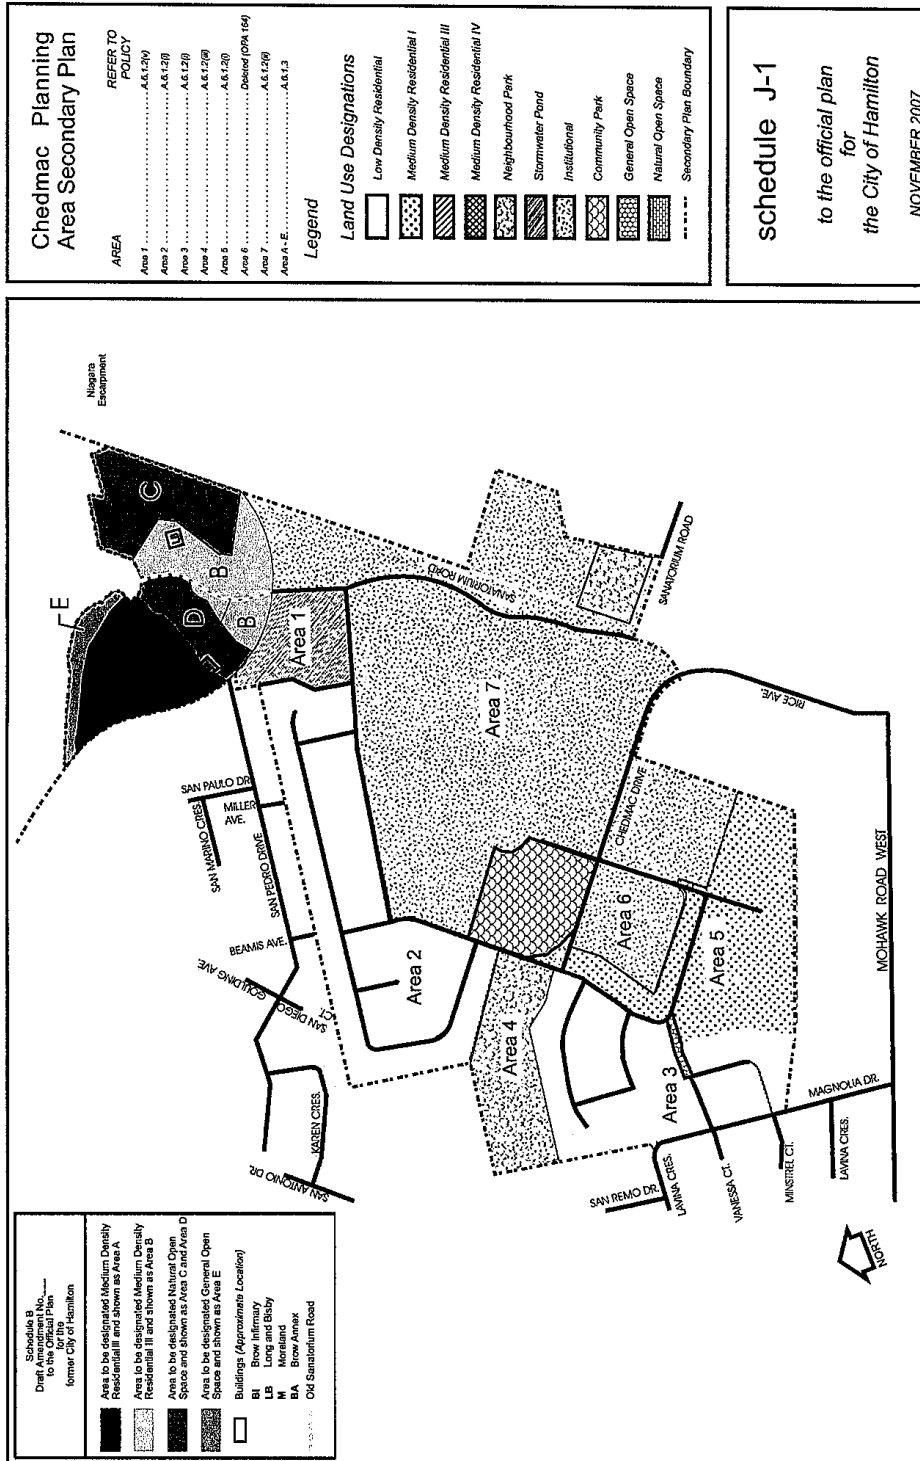 Chedmac Planning
Area Secondary Plan
AREA REFER TO POLICY
Area 1 ........ A.6.1.2(v)
Area 2 ........ A.6.1.2(i)
Area 3 ........ A.6.1.2(i)
Area 4 ........ A.6.1.2(iii)
Area 5 ........ A.6.1.2(i)
Area 6 ........ Deleted (OPA 164)
Area 7 ........ A.6.1.2(ii)
Area A - E ........ A.6.1.3
Legend
Land Use Designations
Low Density Residential
Medium Density Residential I
Medium Density Residential III
Medium Density Residential IV
Neighbourhood Park
Stormwater Pond
Institutional
Community Park
General Open Space
Natural Open Space
Secondary Plan Boundary
schedule J-1
to the official plan
for
the City of Hamilton
NOVEMBER 2007
Niagara
Escarpment
E
C
D
B
B
Area 1
SANATORIUM ROAD
SANATORIUM ROAD
Area 7
SAN PAULO DR.
SAN MARINO CRES.
MILLER
AVE.
SAN PEDRO DRIVE
BEAMIS AVE.
GOULDING AVE.
SAN DIEGO
CT.
KAREN CRES.
SAN ANTONIO DR.
Area 2
RICE AVE.
CHEDMAC DRIVE
Area 6
Area 5
Area 4
Area 3
MOHAWK ROAD WEST
MAGNOLIA DR.
SAN REMO DR.
LAVINA CRES.
VANESSA CT.
MINSTREL CT.
LAVINA CRES.
NORTH
Schedule B
Draft Amendment No.____
to the Official Plan
for the
former City of Hamilton
Area to be designated Medium Density
Residential III and shown as Area A
Area to be designated Medium Density
Residential III and shown as Area B
Area to be designated Natural Open
Space and shown as Area C and Area D
Area to be designated General Open
Space and shown as Area E
Buildings (Approximate Location)
BI Brow Infirmary
LB Long and Bisby
M Moreland
BA Brow Annex
Old Sanatorium Road